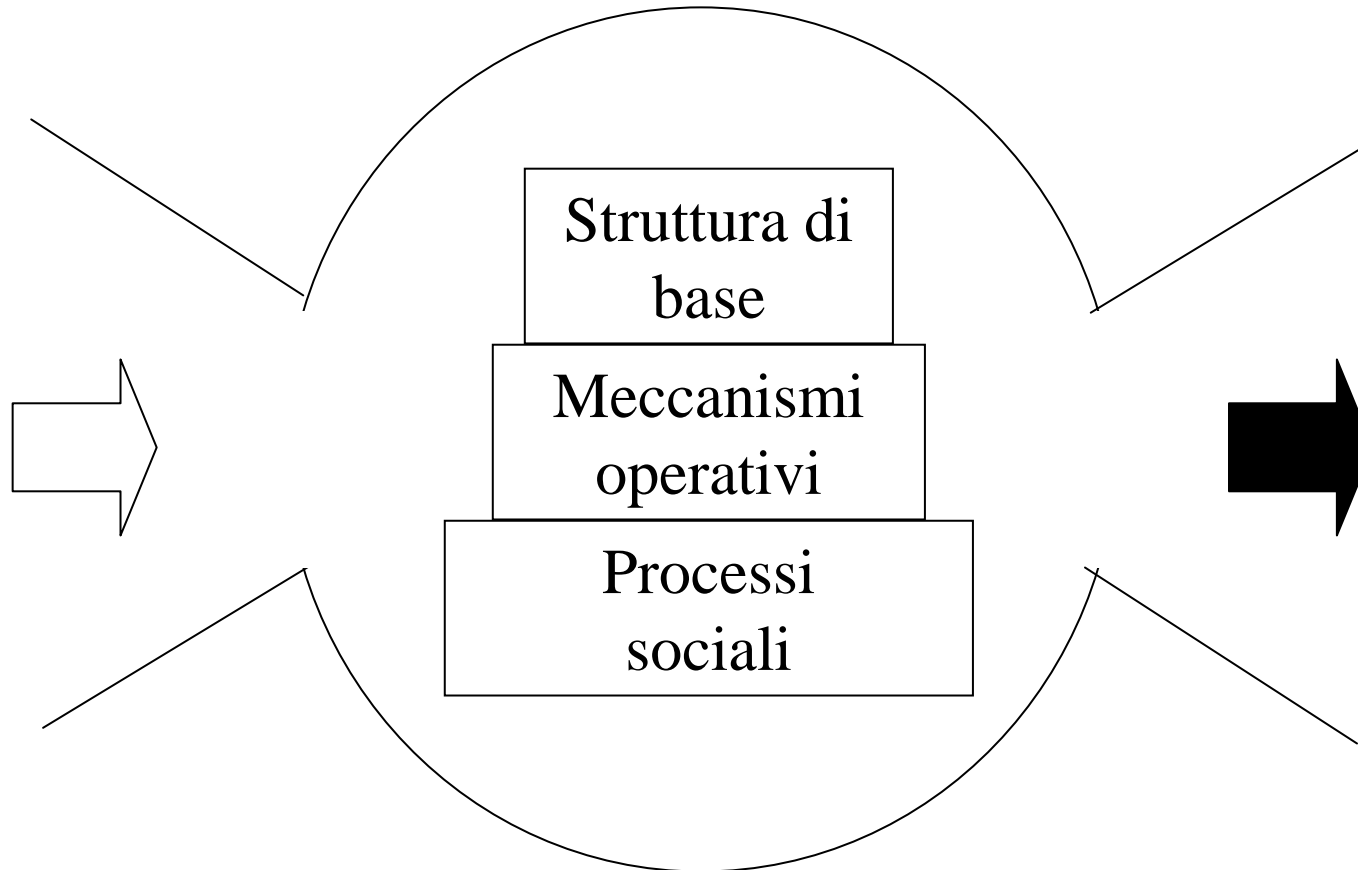 Struttura di
base
Meccanismi
operativi
Processi
sociali